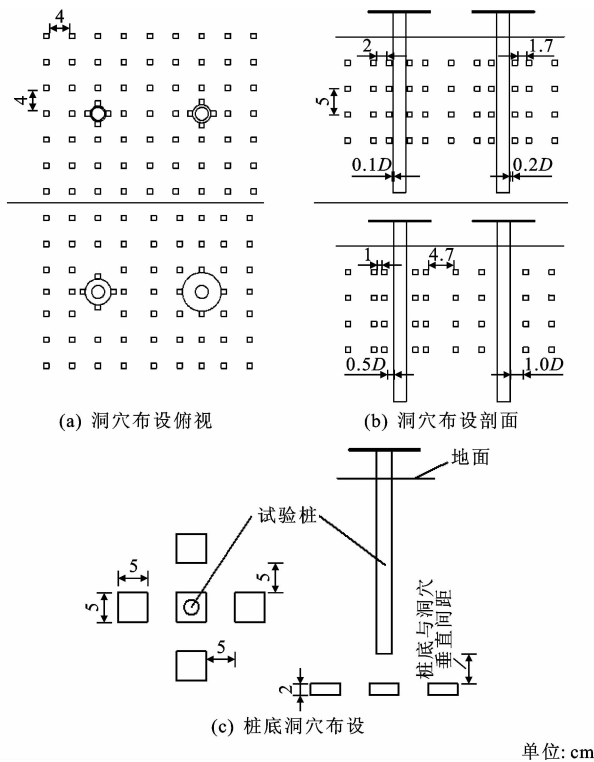 4
4
2
1.7
5
0.1D
0.2D
1
4.7
0.5D
1.0D
(a) 洞穴布设俯视
(b) 洞穴布设剖面
地面
试验桩
5
5
5
5
桩底与洞穴
垂直间距
2
(c) 桩底洞穴布设
单位: cm